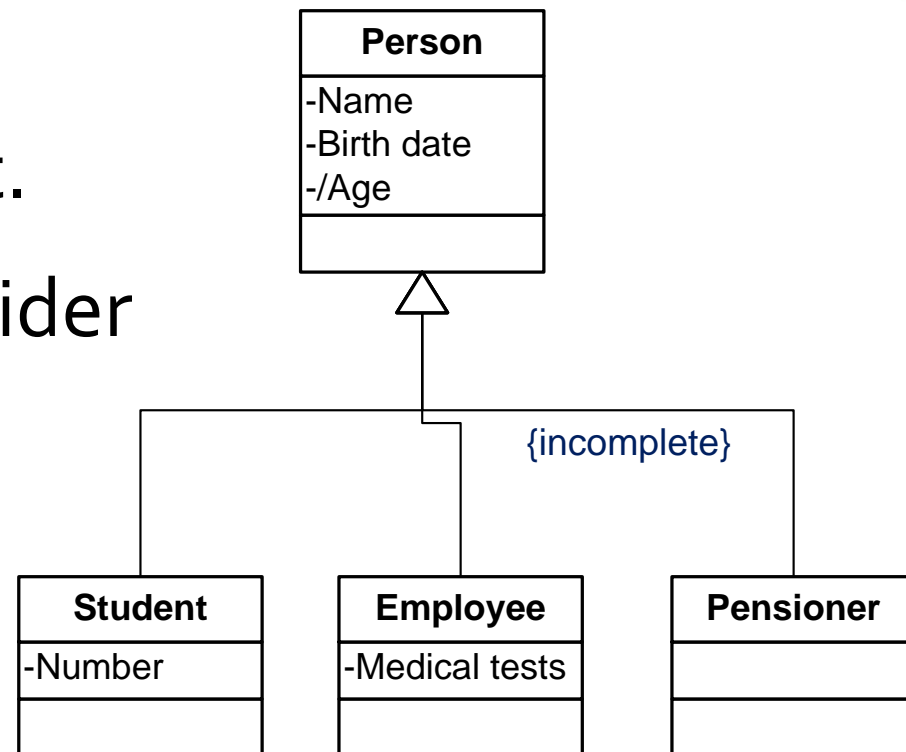 Person
-Name
-Birth date
-/Age
ider
{incomplete}
Student
-Number
Employee
-Medical tests
Pensioner